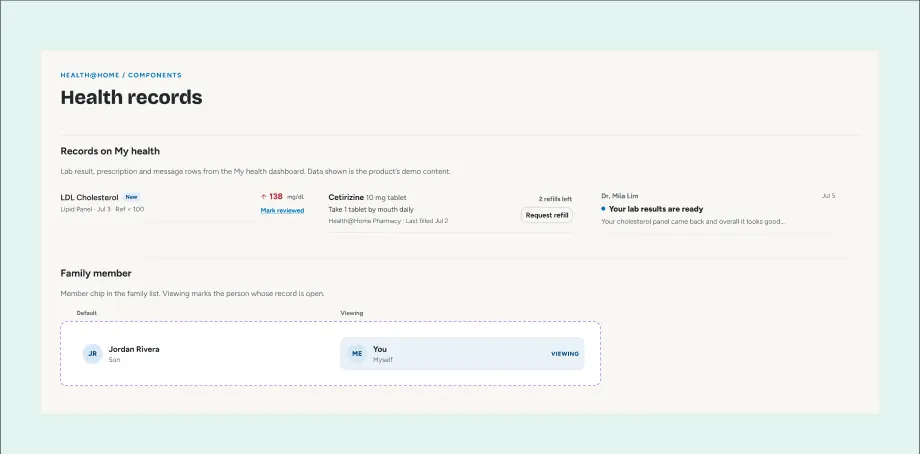 HEALTH@HOME / COMPONENTS
Health records
Records on My health
Lab result, prescription and message rows from the My health dashboard. Data shown is the product's demo content.
LDL Cholesterol New
Lipid Panel · Jul 3 · Ref < 100
↑ 138 mg/dL
Mark reviewed
Cetirizine 10 mg tablet
Take 1 tablet by mouth daily
Health@Home Pharmacy · Last filled Jul 2
2 refills left
Request refill
Dr. Miia Lim
Jul 5
Your lab results are ready
Your cholesterol panel came back and overall it looks good...
Family member
Member chip in the family list. Viewing marks the person whose record is open.
Default
Viewing
JR
Jordan Rivera
Son
ME
You
Myself
VIEWING